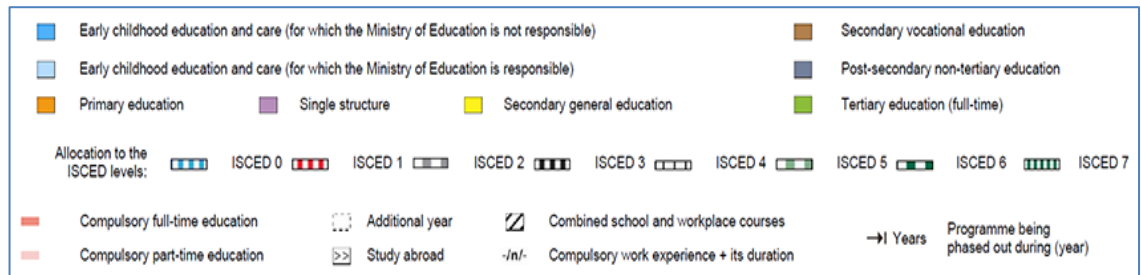 Early childhood education and care (for which the Ministry of Education is not responsible) Secondary vocational education
Early childhood education and care (for which the Ministry of Education is responsible) Post-secondary non-tertiary education
Primary education Single structure Secondary general education Tertiary education (full-time)
Allocation to the
ISCED levels: ISCED 0 ISCED 1 ISCED 2 ISCED 3 ISCED 4 ISCED 5 ISCED 6 ISCED 7
Compulsory full-time education Additional year Combined school and workplace courses
Compulsory part-time education >> Study abroad -/n/- Compulsory work experience + its duration
Years Programme being
phased out during (year)